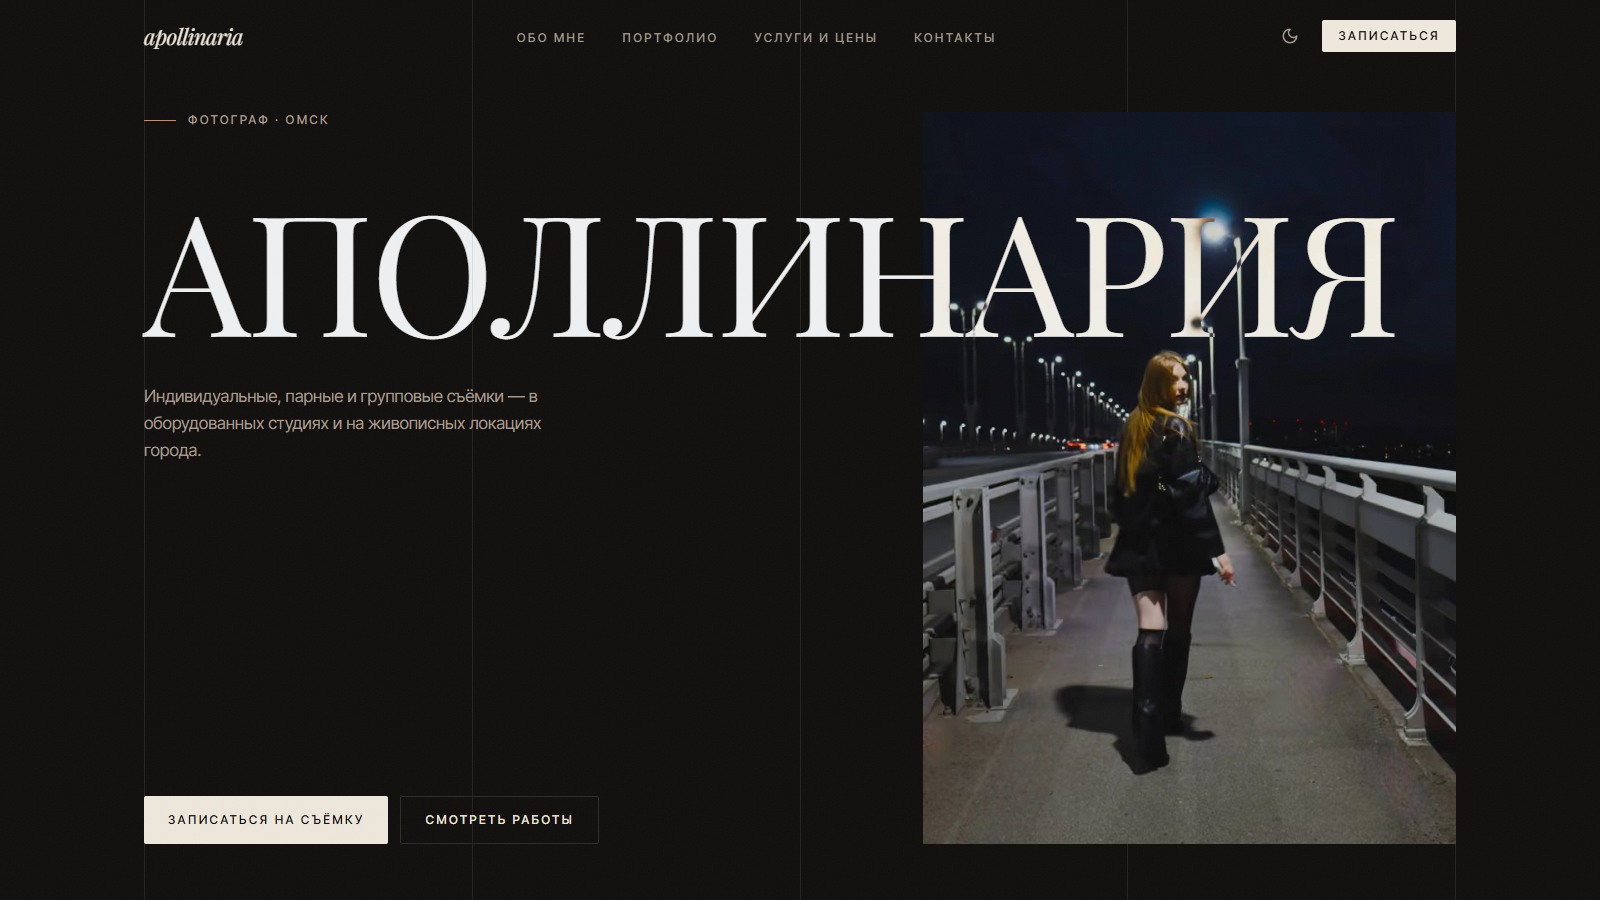 apollinaria
ОБО МНЕ
ПОРТФОЛИО
УСЛУГИ И ЦЕНЫ
КОНТАКТЫ
ЗАПИСАТЬСЯ
ФОТОГРАФ · ОМСК
АПОЛЛИНАРИЯ
Индивидуальные, парные и групповые съёмки — в
оборудованных студиях и на живописных локациях
города.
ЗАПИСАТЬСЯ НА СЪЁМКУ
СМОТРЕТЬ РАБОТЫ